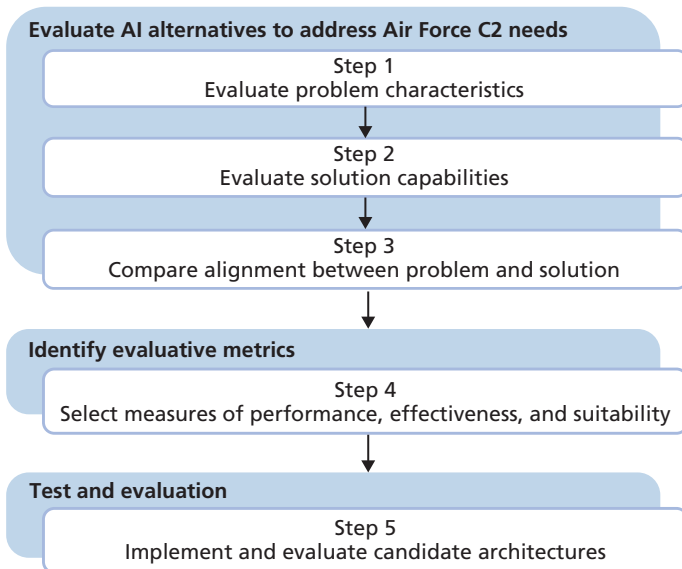 Evaluate AI alternatives to address Air Force C2 needs
Step 1
Evaluate problem characteristics
Step 2
Evaluate solution capabilities
Step 3
Compare alignment between problem and solution
Identify evaluative metrics
Step 4
Select measures of performance, effectiveness, and suitability
Test and evaluation
Step 5
Implement and evaluate candidate architectures